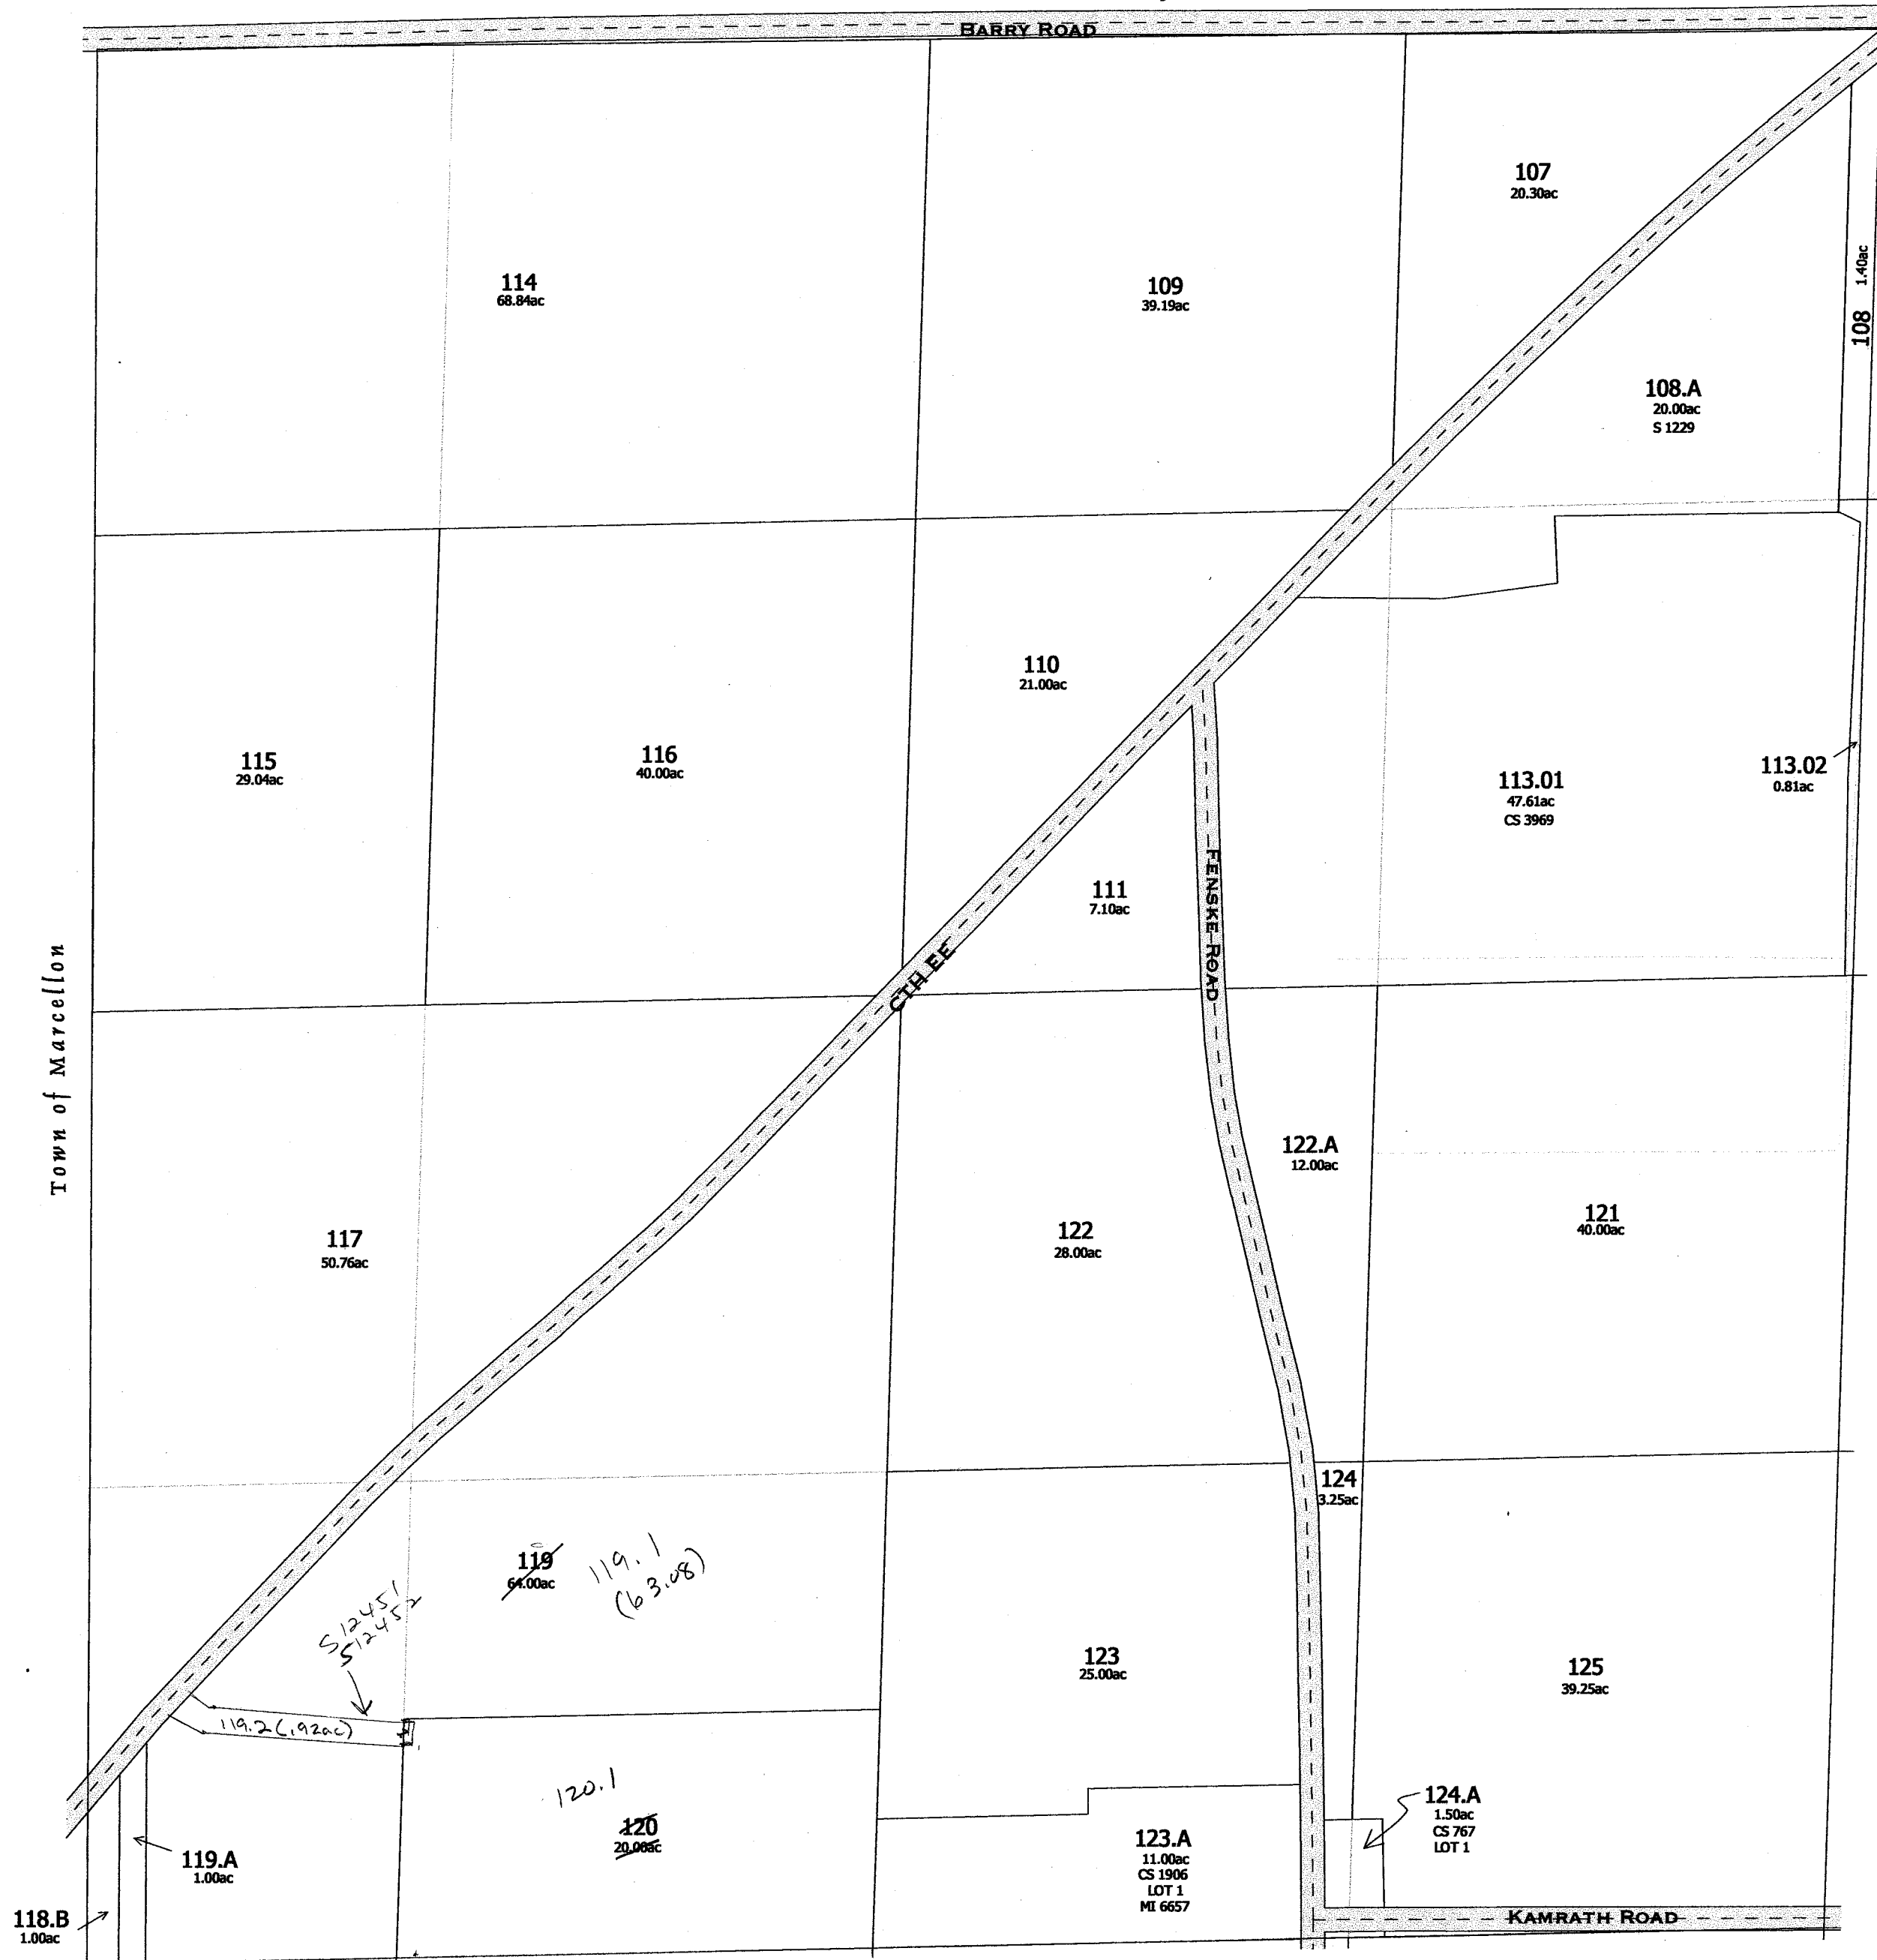 BARRY ROAD
107
20.30ac
114
68.84ac
109
39.19ac
108 1.40ac
108.A
20.00ac
S 1229
110
21.00ac
115
29.04ac
116
40.00ac
113.01
47.61ac
CS 3969
113.02
0.81ac
111
7.10ac
FENSKE ROAD
CTH EE
Town of Marcellon
122.A
12.00ac
117
50.76ac
122
28.00ac
121
40.00ac
124
3.25ac
119
64.00ac
119.1
(63.08)
S12451
S12452
123
25.00ac
125
39.25ac
119.2 (.92ac)
120.1
120
20.00ac
124.A
1.50ac
CS 767
LOT 1
123.A
11.00ac
CS 1906
LOT 1
MI 6657
119.A
1.00ac
118.B
1.00ac
KAMRATH ROAD